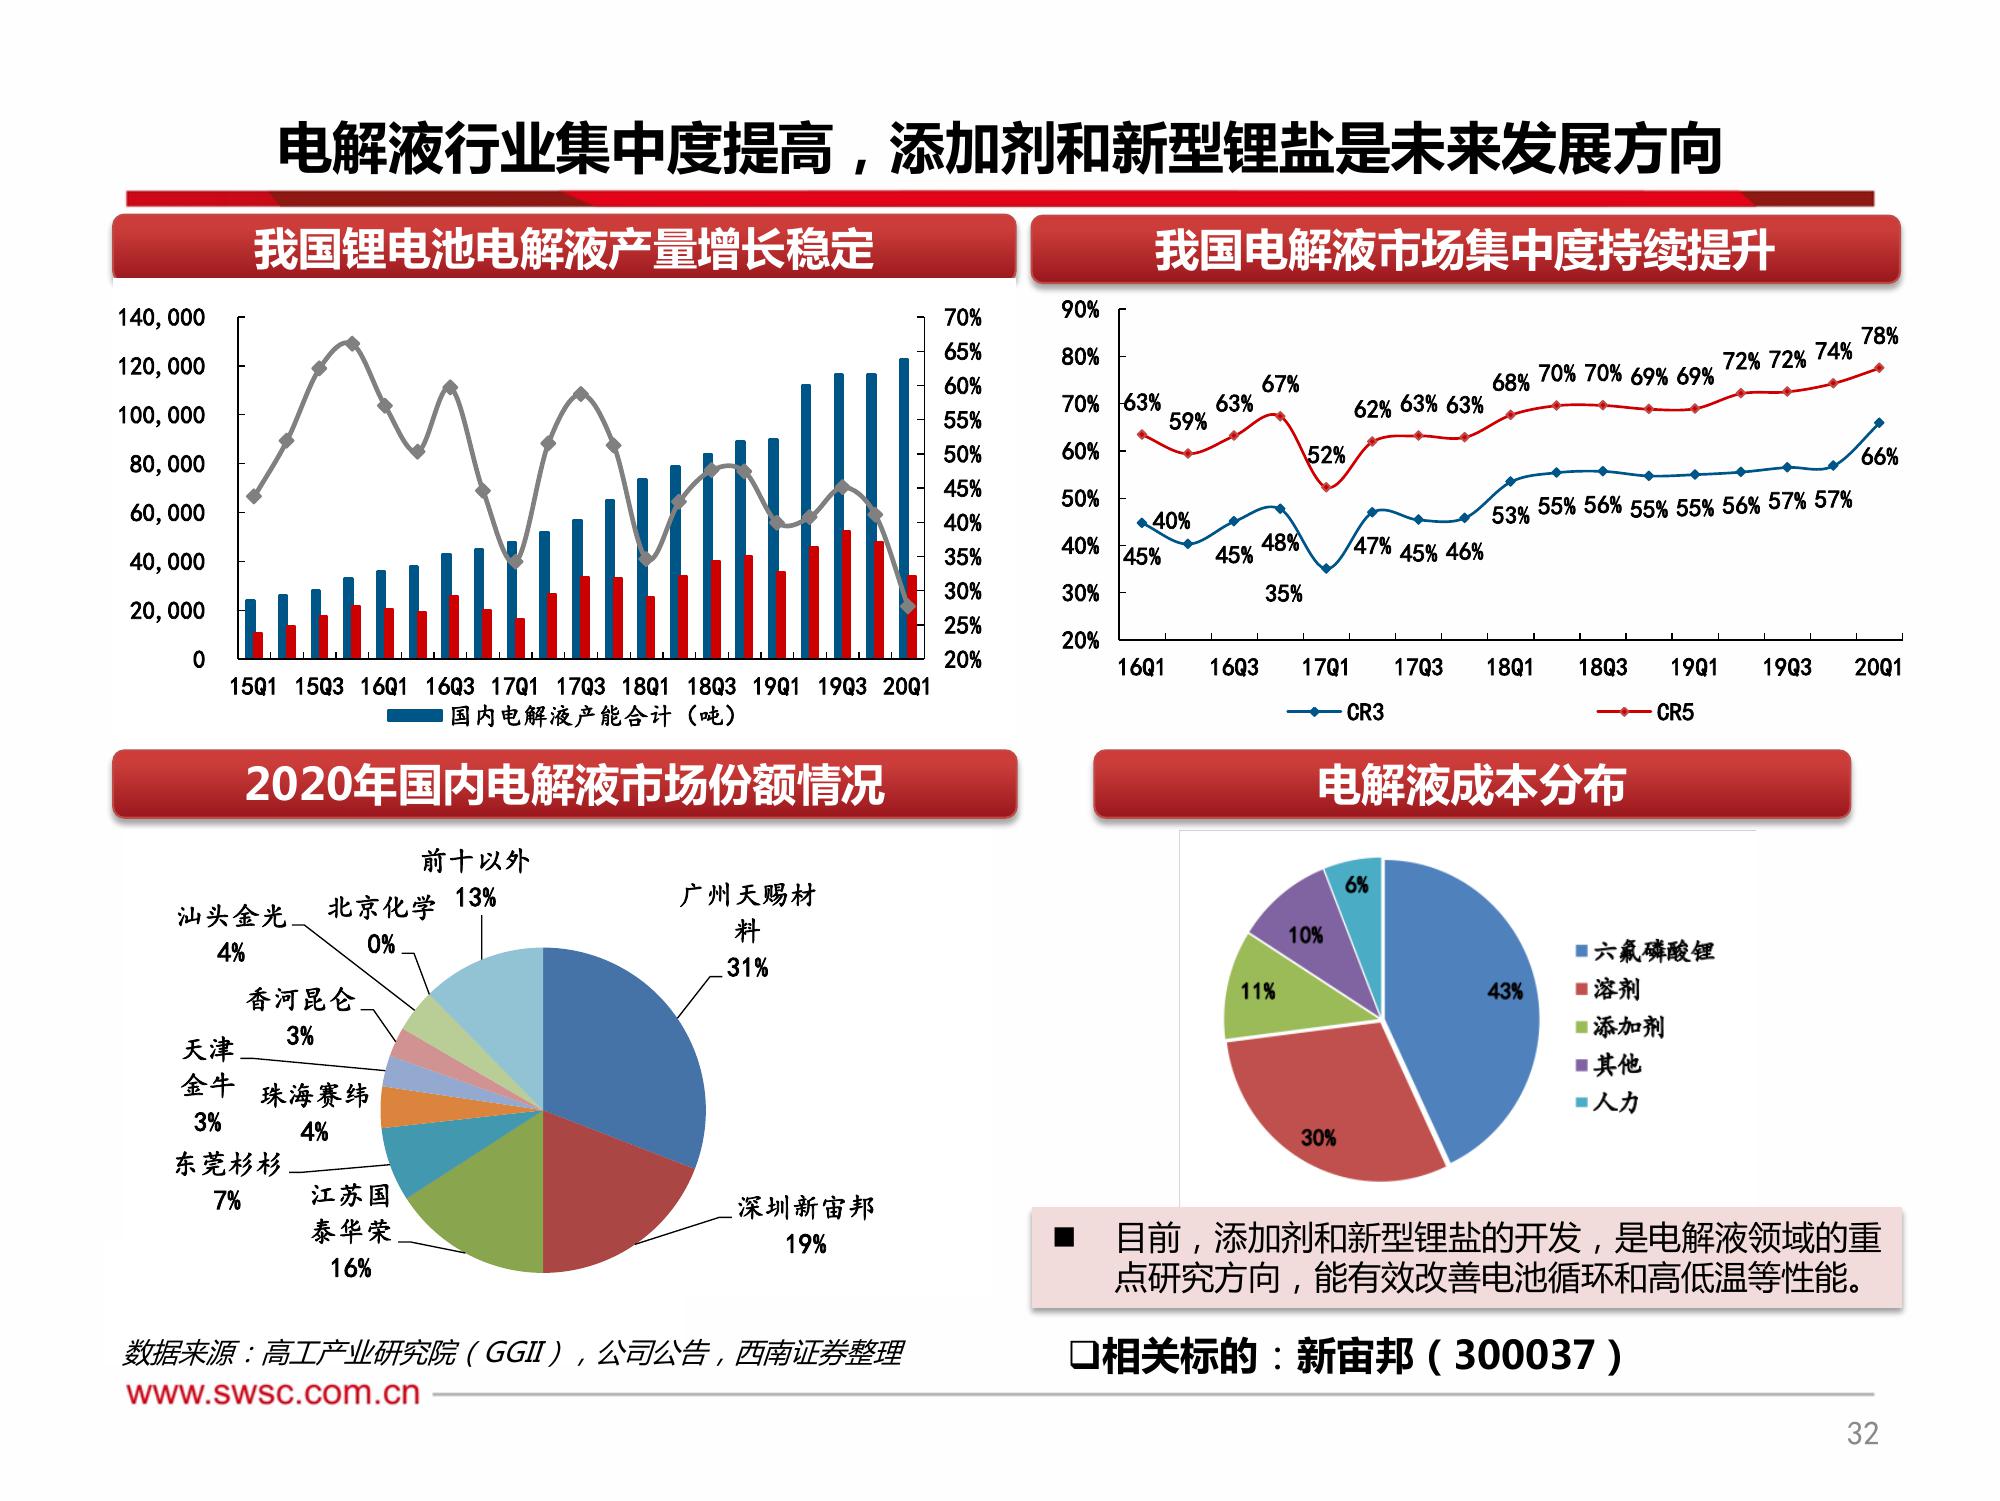 电解液行业集中度提高，添加剂和新型锂盐是未来发展方向
我国锂电池电解液产量增长稳定
140,000
120,000
100,000
80,000
60,000
40,000
20,000
0
70%
65%
60%
55%
50%
45%
40%
35%
30%
25%
20%
15Q1 15Q3 16Q1 16Q3 17Q1 17Q3 18Q1 18Q3 19Q1 19Q3 20Q1
国内电解液产能合计（吨）
我国电解液市场集中度持续提升
90%
80%
70%
60%
50%
40%
30%
20%
63% 59% 63% 67% 52% 62% 63% 63% 68% 70% 70% 69% 69% 72% 72% 74% 78%
45% 40% 45% 48% 35% 47% 45% 46% 53% 55% 56% 55% 55% 56% 57% 57% 66%
16Q1 16Q3 17Q1 17Q3 18Q1 18Q3 19Q1 19Q3 20Q1
CR3 CR5
2020年国内电解液市场份额情况
前十以外
13%
广州天赐材
料
31%
北京化学
0%
汕头金光
4%
香河昆仑
3%
天津
金牛
3%
珠海赛纬
4%
东莞杉杉
7%
江苏国
泰华荣
16%
深圳新宙邦
19%
电解液成本分布
6%
10%
11%
43%
30%
六氟磷酸锂
溶剂
添加剂
其他
人力
■ 目前，添加剂和新型锂盐的开发，是电解液领域的重
点研究方向，能有效改善电池循环和高低温等性能。
数据来源：高工产业研究院（GGII），公司公告，西南证券整理
❑相关标的：新宙邦（300037）
www.swsc.com.cn
32